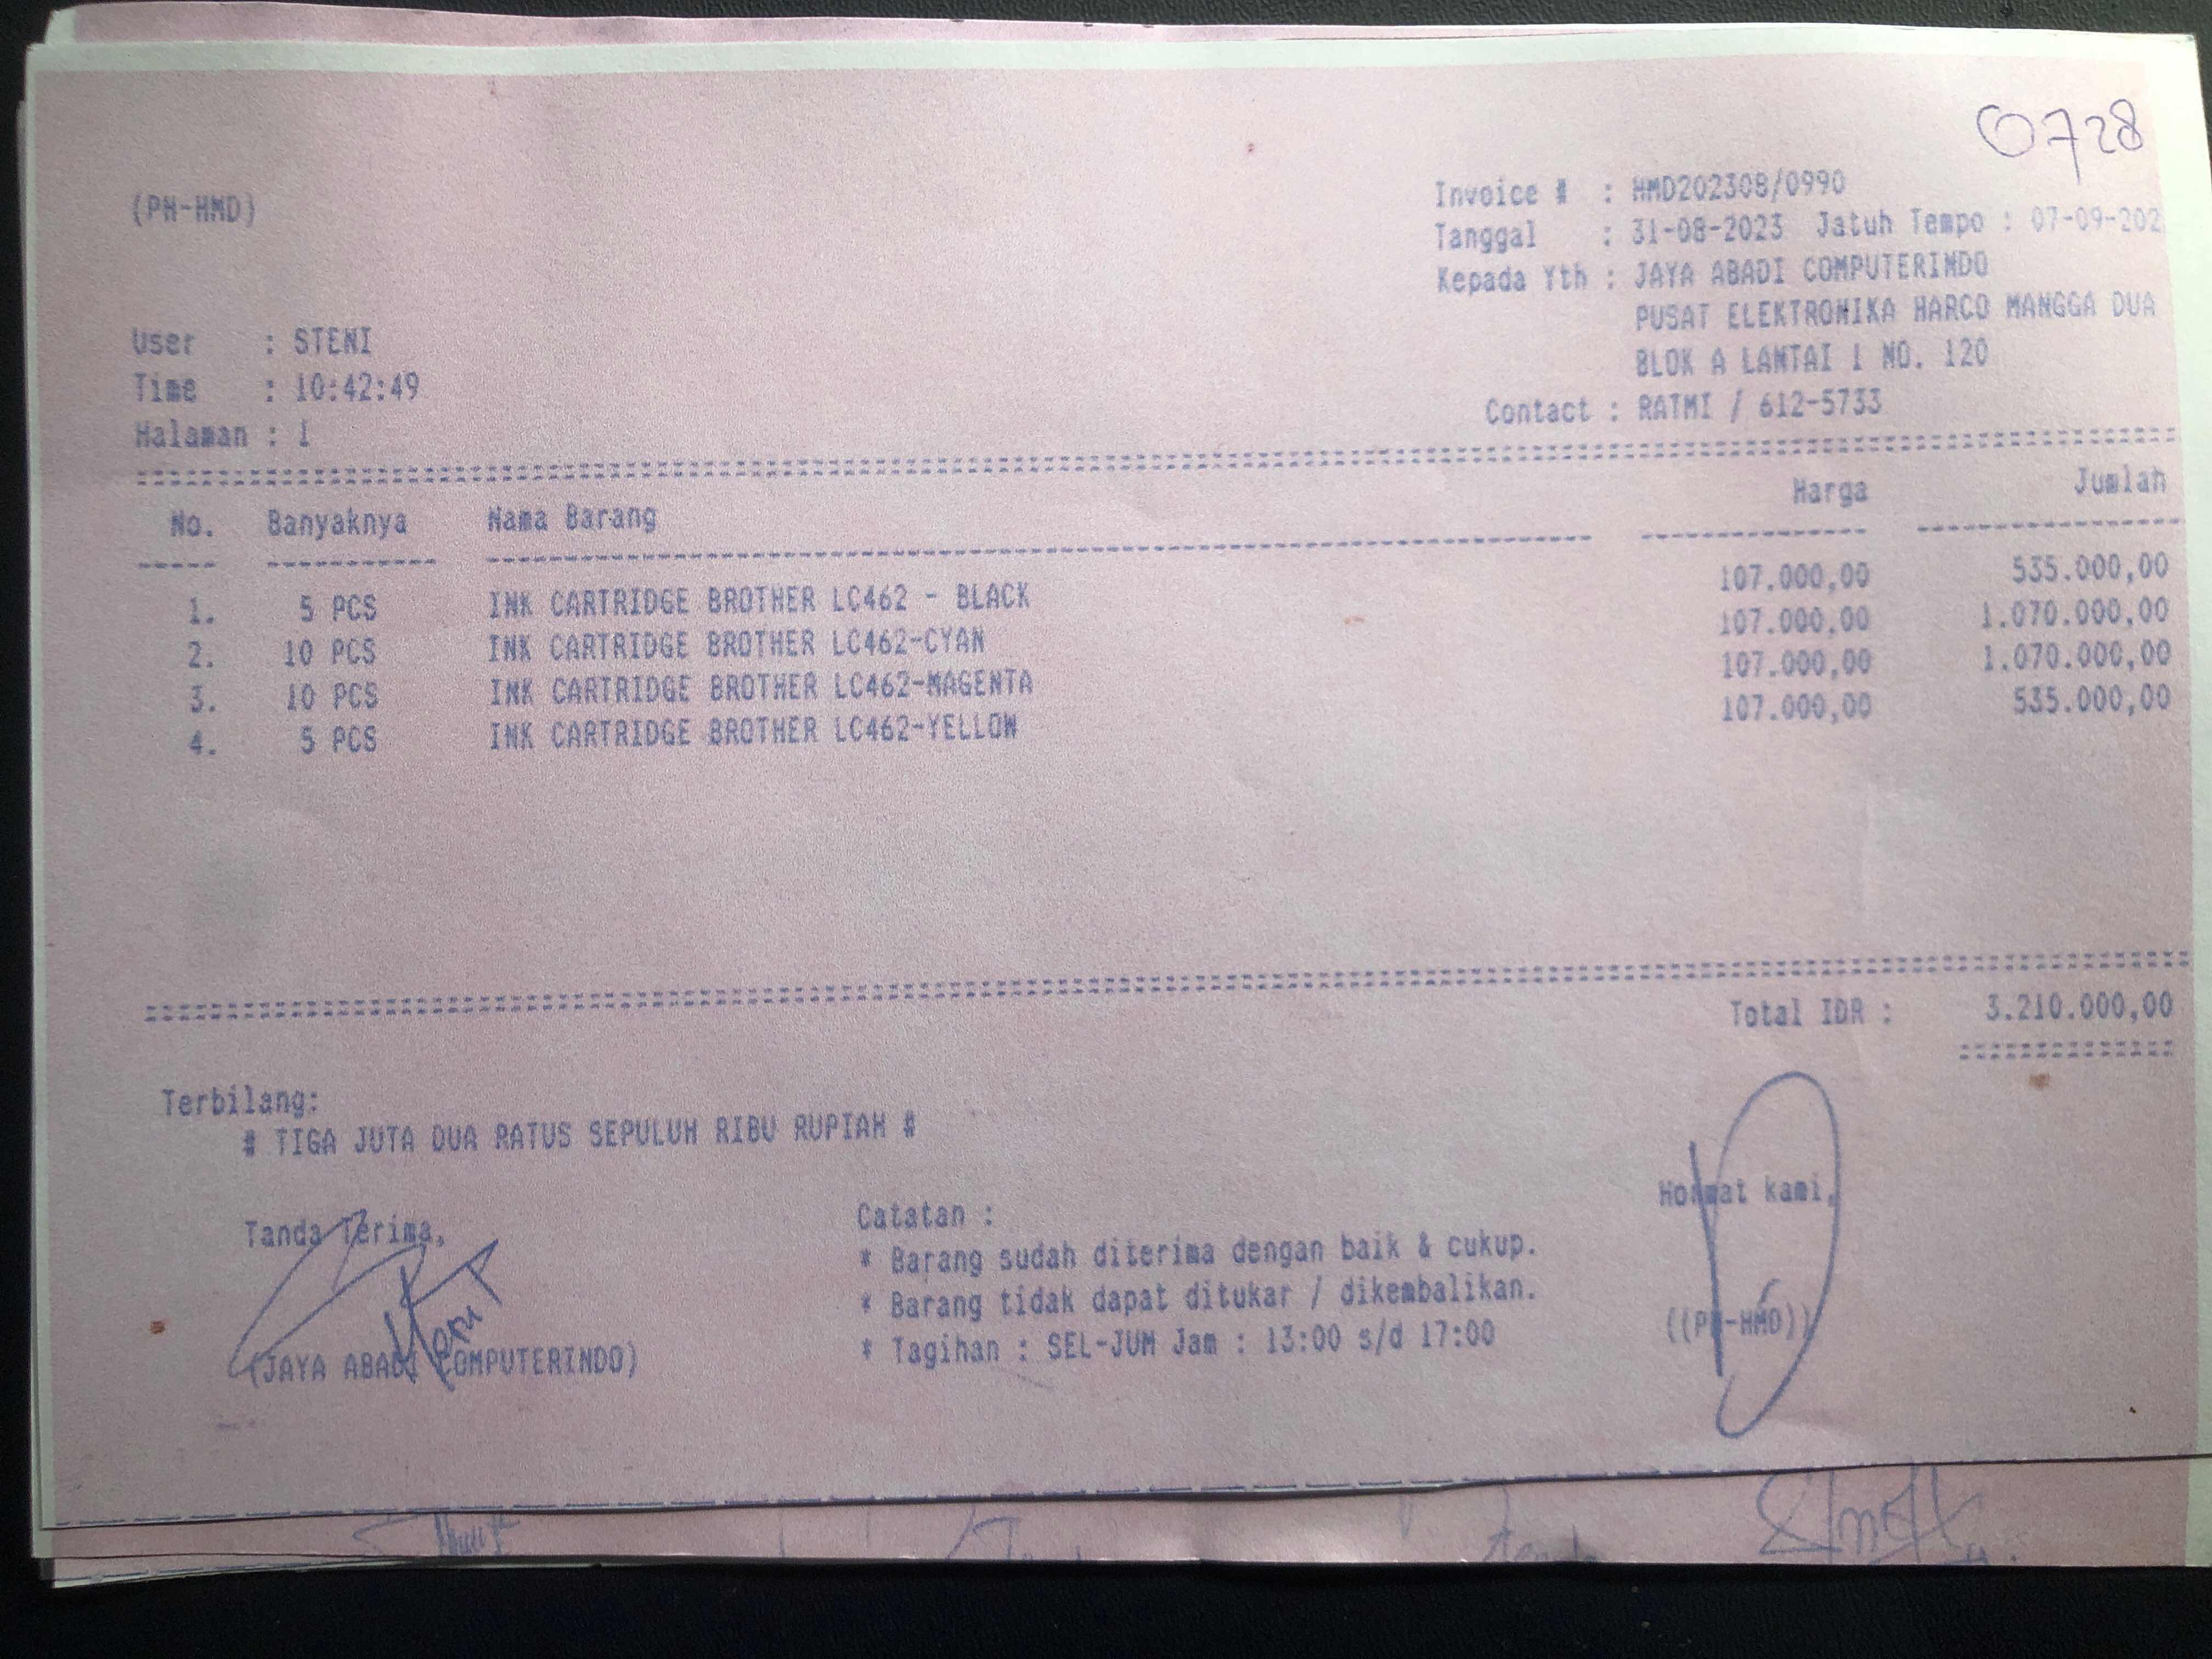 0728
(PH-HMD)
Invoice # : HMD202308/0990
Tanggal : 31-08-2023 Jatuh Tempo : 07-09-202
Kepada Yth : JAYA ABADI COMPUTERINDO
PUSAT ELEKTRONIKA HARCO MANGGA DUA
BLOK A LANTAI 1 NO. 120
Contact : RATMI / 612-5733
User : STENI
Time : 10:42:49
Halaman : 1
No. Banyaknya Nama Barang Harga Jumlah
1. 5 PCS INK CARTRIDGE BROTHER LC462 - BLACK 107.000,00 535.000,00
2. 10 PCS INK CARTRIDGE BROTHER LC462-CYAN 107.000,00 1.070.000,00
3. 10 PCS INK CARTRIDGE BROTHER LC462-MAGENTA 107.000,00 1.070.000,00
4. 5 PCS INK CARTRIDGE BROTHER LC462-YELLOW 107.000,00 535.000,00
Total IDR : 3.210.000,00
Terbilang:
# TIGA JUTA DUA RATUS SEPULUH RIBU RUPIAH #
Tanda Terima,
(JAYA ABADI COMPUTERINDO)
Catatan :
* Barang sudah diterima dengan baik & cukup.
* Barang tidak dapat ditukar / dikembalikan.
* Tagihan : SEL-JUM Jam : 13:00 s/d 17:00
Hormat kami,
((PH-HMD))